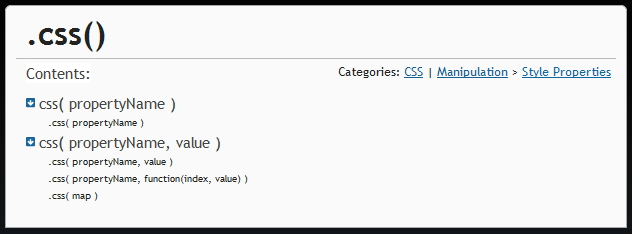 .css()
Contents:
Categories: CSS | Manipulation > Style Properties
css( propertyName )
.css( propertyName )
css( propertyName, value )
.css( propertyName, value )
.css( propertyName, function(index, value) )
.css( map )